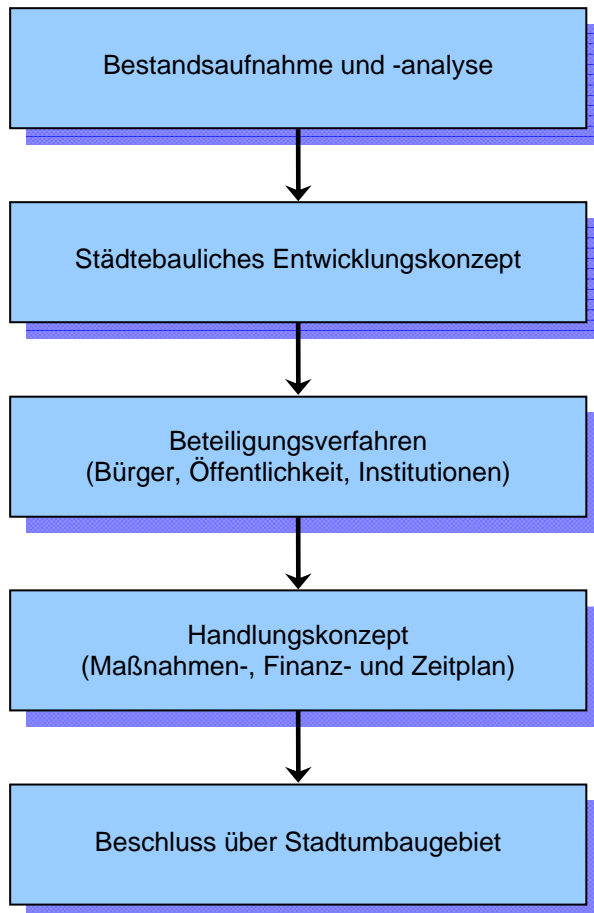 Bestandsaufnahme und -analyse
Städtebauliches Entwicklungskonzept
Beteiligungsverfahren
(Bürger, Öffentlichkeit, Institutionen)
Handlungskonzept
(Maßnahmen-, Finanz- und Zeitplan)
Beschluss über Stadtumbaugebiet